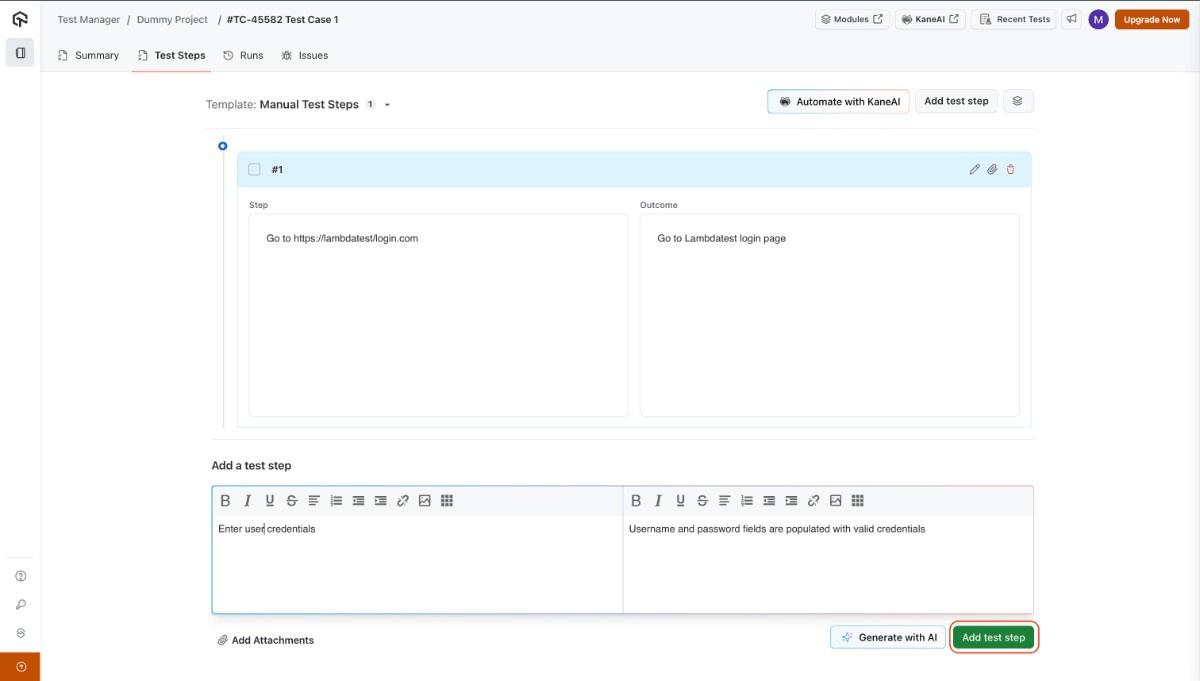 Test Manager / Dummy Project / #TC-45582 Test Case 1
Modules KaneAI Recent Tests M Upgrade Now
Summary Test Steps Runs Issues
Template: Manual Test Steps 1
Automate with KaneAI Add test step
#1
Step Outcome
Go to https://lambdatest/login.com Go to Lambdatest login page
Add a test step
B I U S B I U S
Enter user credentials Username and password fields are populated with valid credentials
Add Attachments Generate with AI Add test step